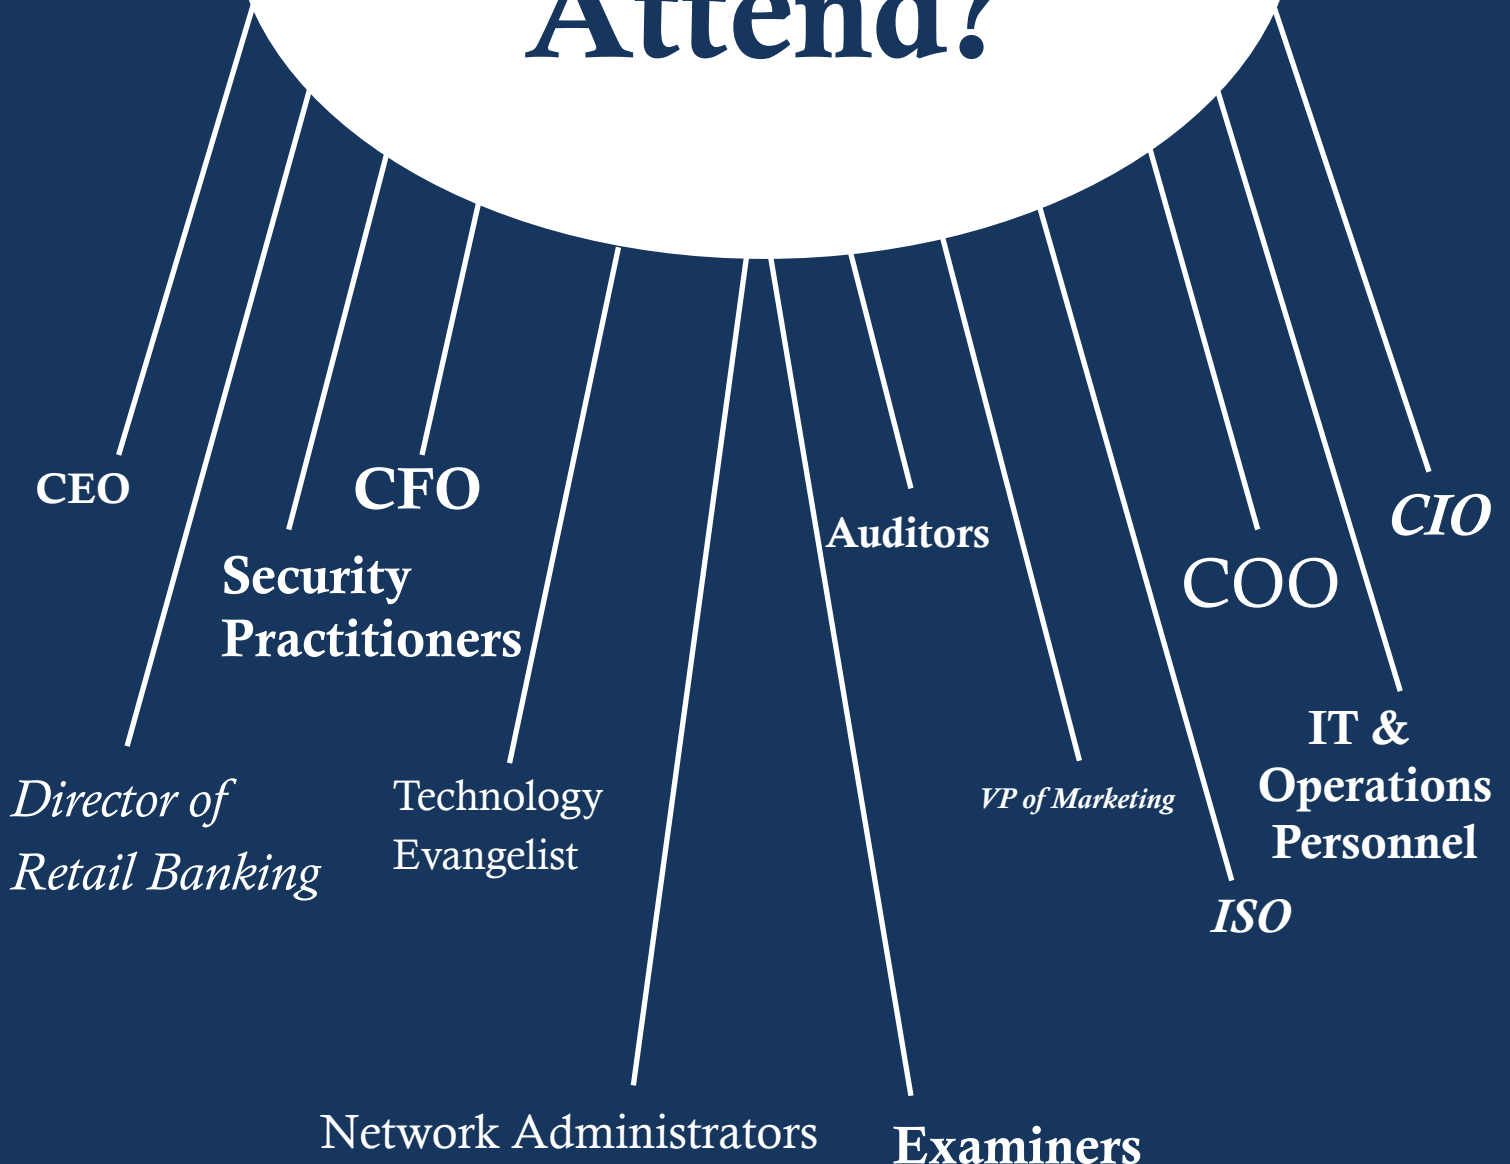 Attend?
CEO
CFO
CIO
Auditors
Security
Practitioners
COO
IT &
Operations
Personnel
Director of
Retail Banking
Technology
Evangelist
VP of Marketing
ISO
Network Administrators
Examiners